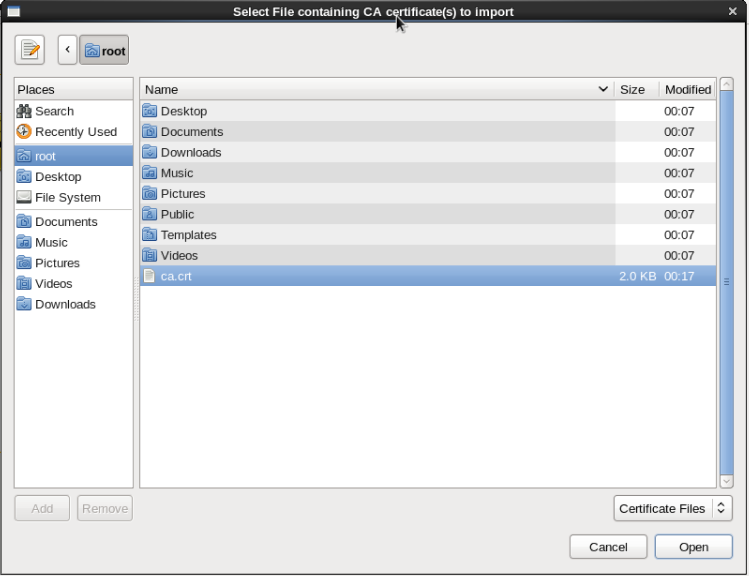 Select File containing CA certificate(s) to import
root
Places
Search
Recently Used
root
Desktop
File System
Documents
Music
Pictures
Videos
Downloads
Name Size Modified
Desktop 00:07
Documents 00:07
Downloads 00:07
Music 00:07
Pictures 00:07
Public 00:07
Templates 00:07
Videos 00:07
ca.crt 2.0 KB 00:17
Add Remove
Certificate Files
Cancel Open